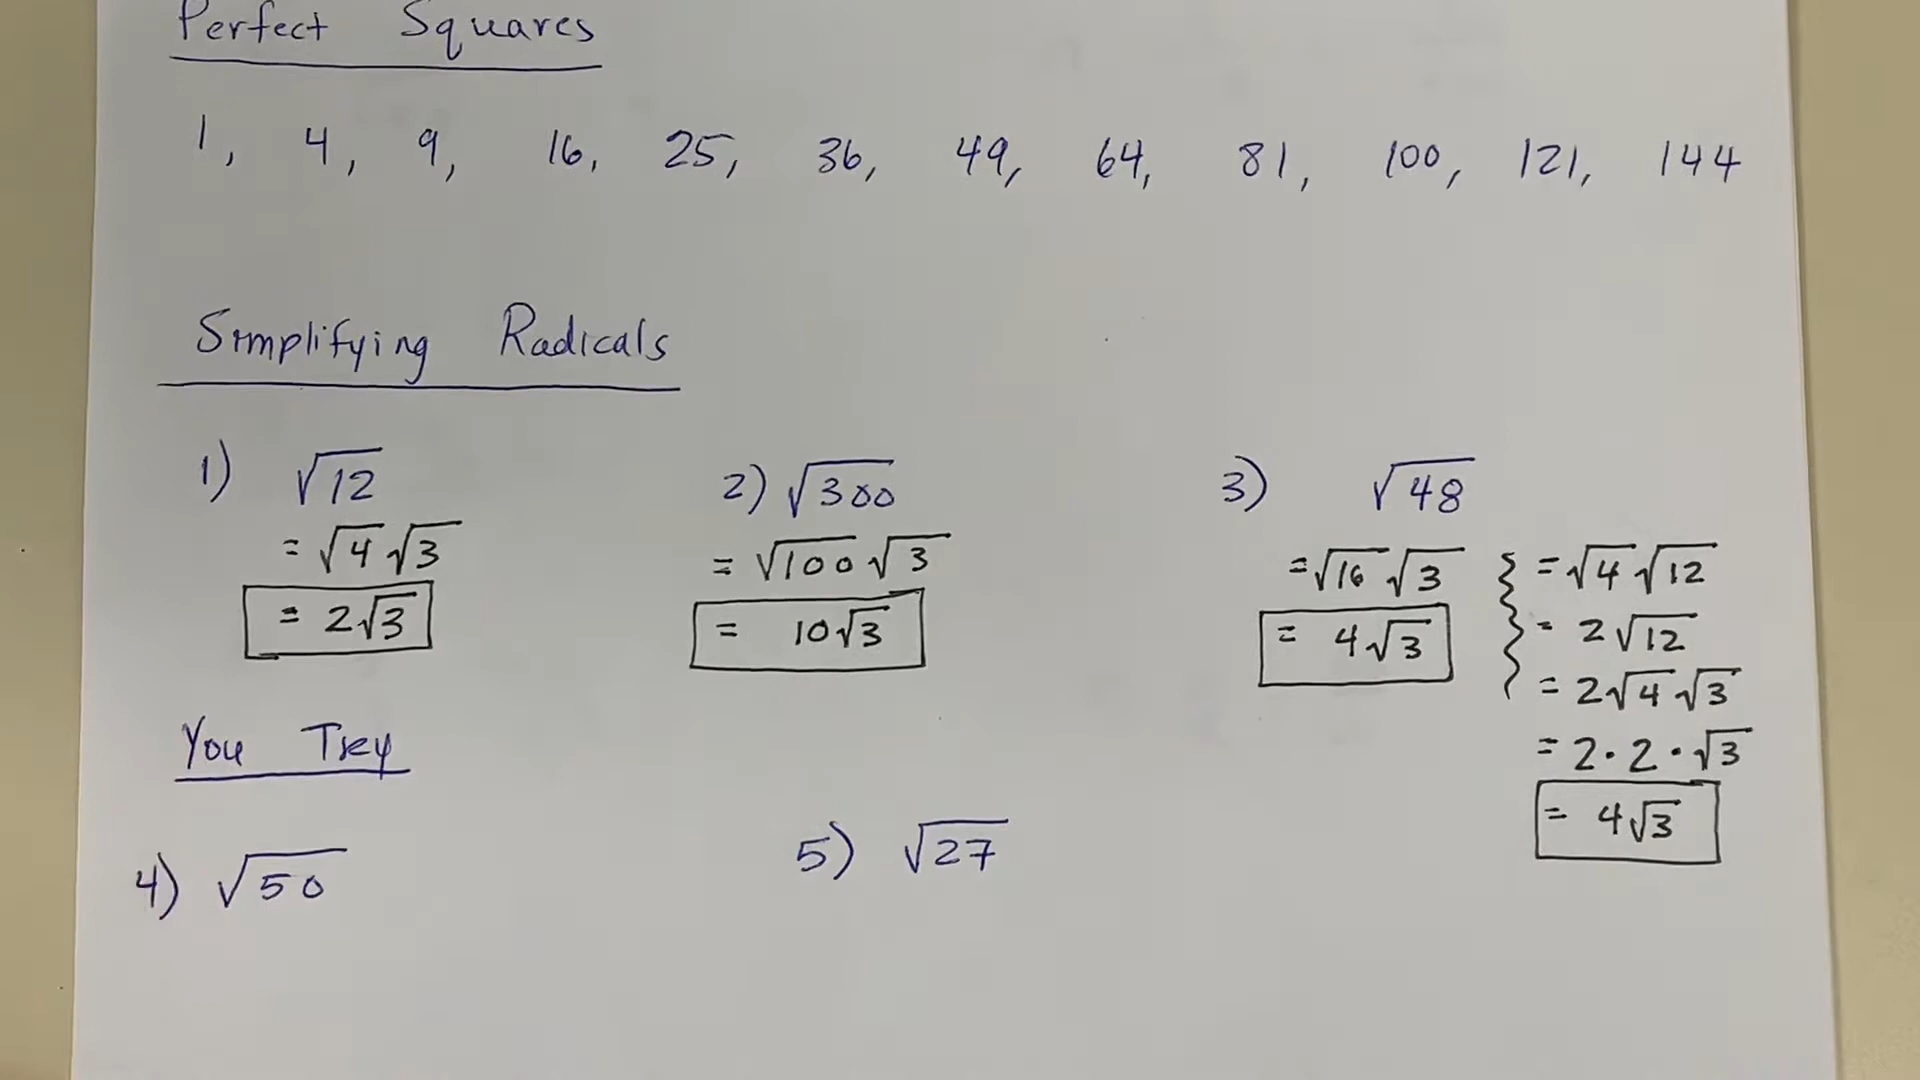 Perfect Squares
1, 4, 9, 16, 25, 36, 49, 64, 81, 100, 121, 144
Simplifying Radicals
1) √12
= √4 √3
= 2√3
2) √300
= √100 √3
= 10√3
3) √48
= √16 √3
= 4√3
= √4 √12
= 2√12
= 2√4 √3
= 2 · 2 · √3
= 4√3
You Try
4) √50
5) √27